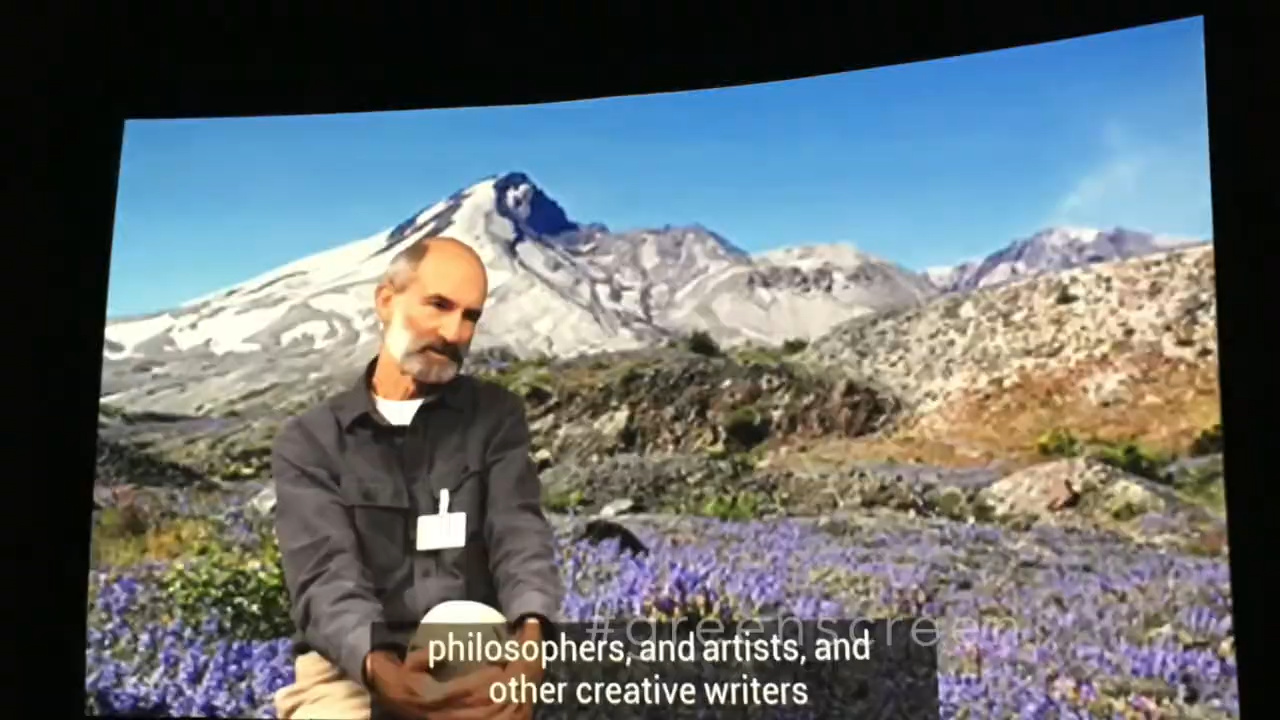 #greenscreen
philosophers, and artists, and
other creative writers